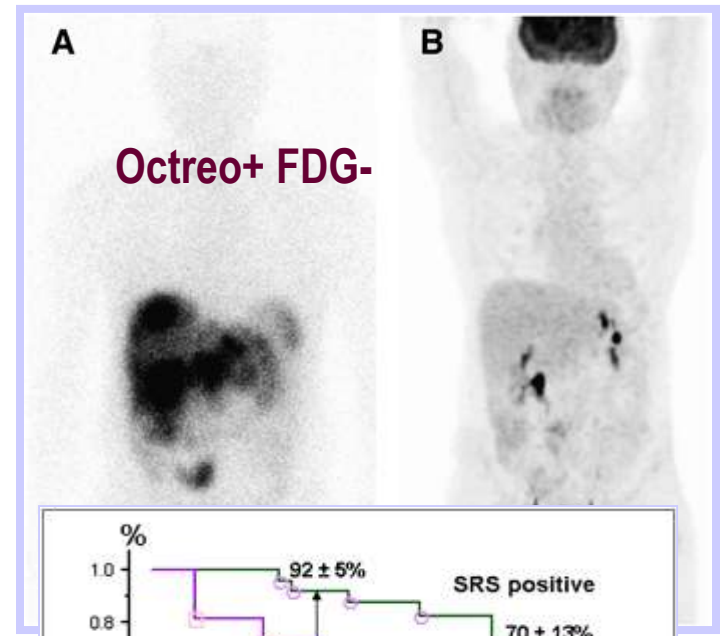 A B
Octreo+ FDG-
%
1.0
92 ± 5%
SRS positive
0.8
70 ± 13%